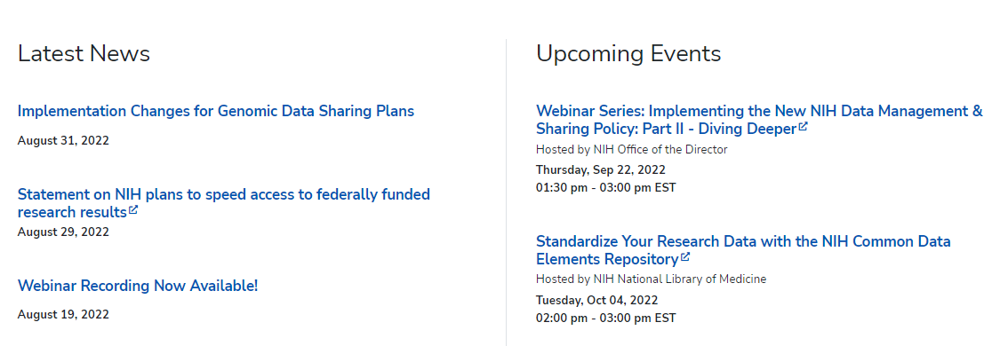 Latest News
Implementation Changes for Genomic Data Sharing Plans
August 31, 2022
Statement on NIH plans to speed access to federally funded
research results
August 29, 2022
Webinar Recording Now Available!
August 19, 2022
Upcoming Events
Webinar Series: Implementing the New NIH Data Management &
Sharing Policy: Part II - Diving Deeper
Hosted by NIH Office of the Director
Thursday, Sep 22, 2022
01:30 pm - 03:00 pm EST
Standardize Your Research Data with the NIH Common Data
Elements Repository
Hosted by NIH National Library of Medicine
Tuesday, Oct 04, 2022
02:00 pm - 03:00 pm EST